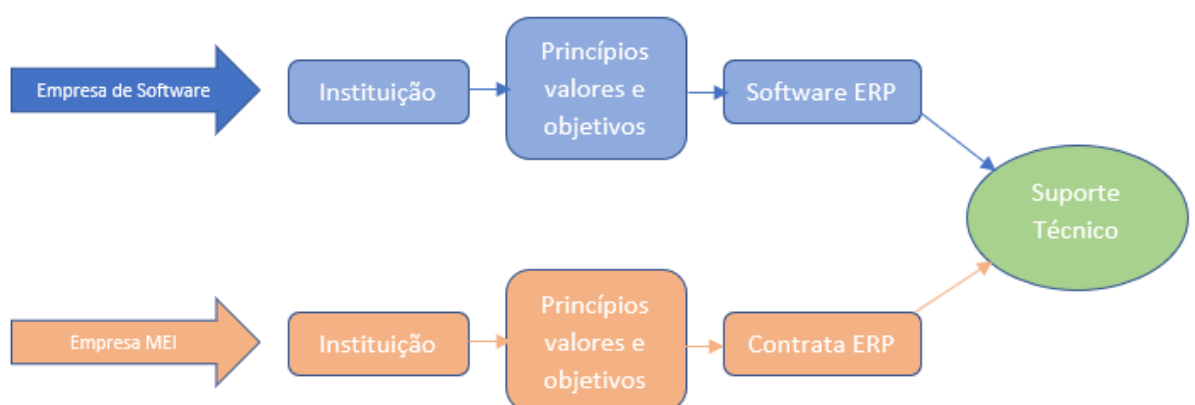 Empresa de Software
Instituição
Princípios
valores e
objetivos
Software ERP
Suporte
Técnico
Empresa MEI
Instituição
Princípios
valores e
objetivos
Contrata ERP